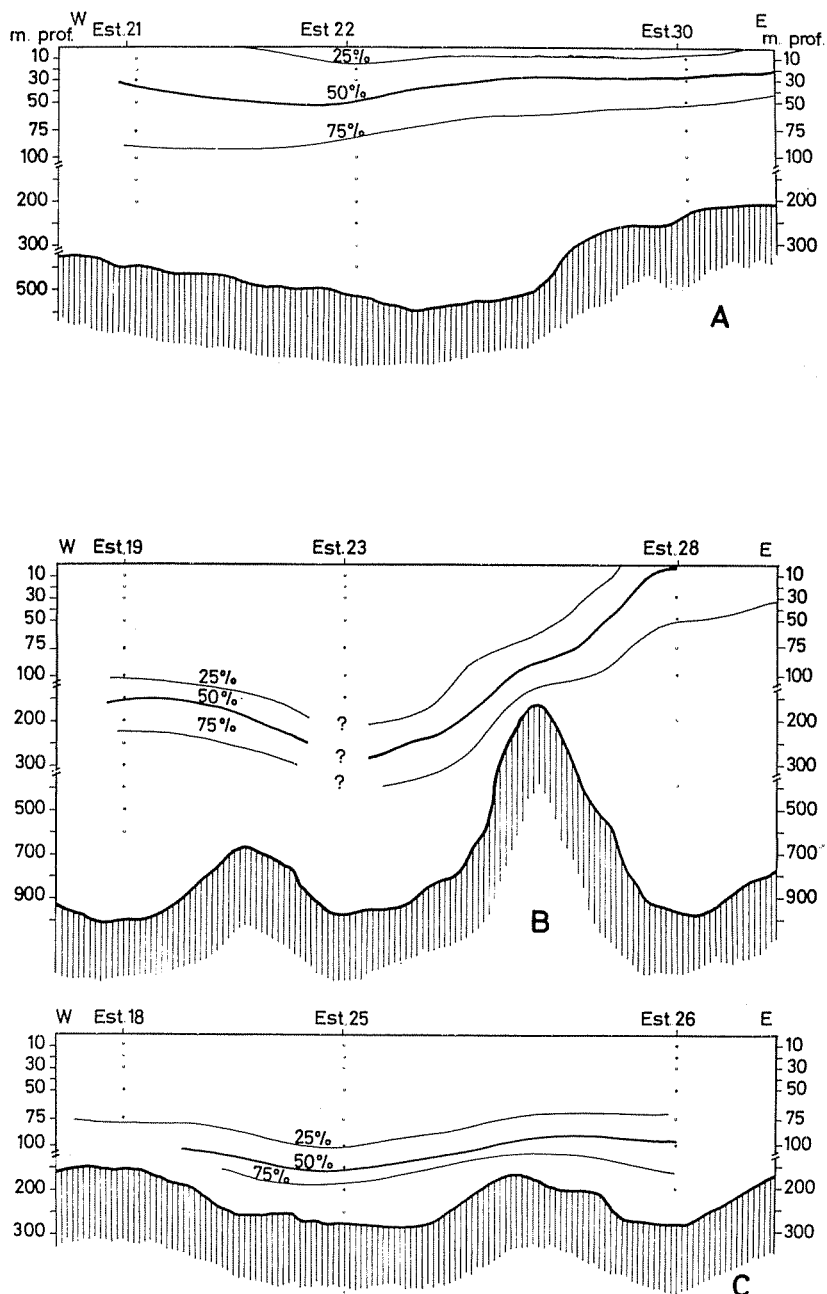 W E
Est.21 Est.22 Est.30
m. prof. m. prof.
10 25% 10
30 30
50 50% 50
75 75% 75
100 100
200 200
300 300
500
A
W Est.19 Est.23 Est.28 E
10 10
30 30
50 50
75 75
100 25% 100
50%
200 75% ? 200
300 ? 300
?
500 500
700 700
900 900
B
W Est.18 Est.25 Est.26 E
10 10
30 30
50 50
75 75
100 25% 100
50%
75%
200 200
300 300
C